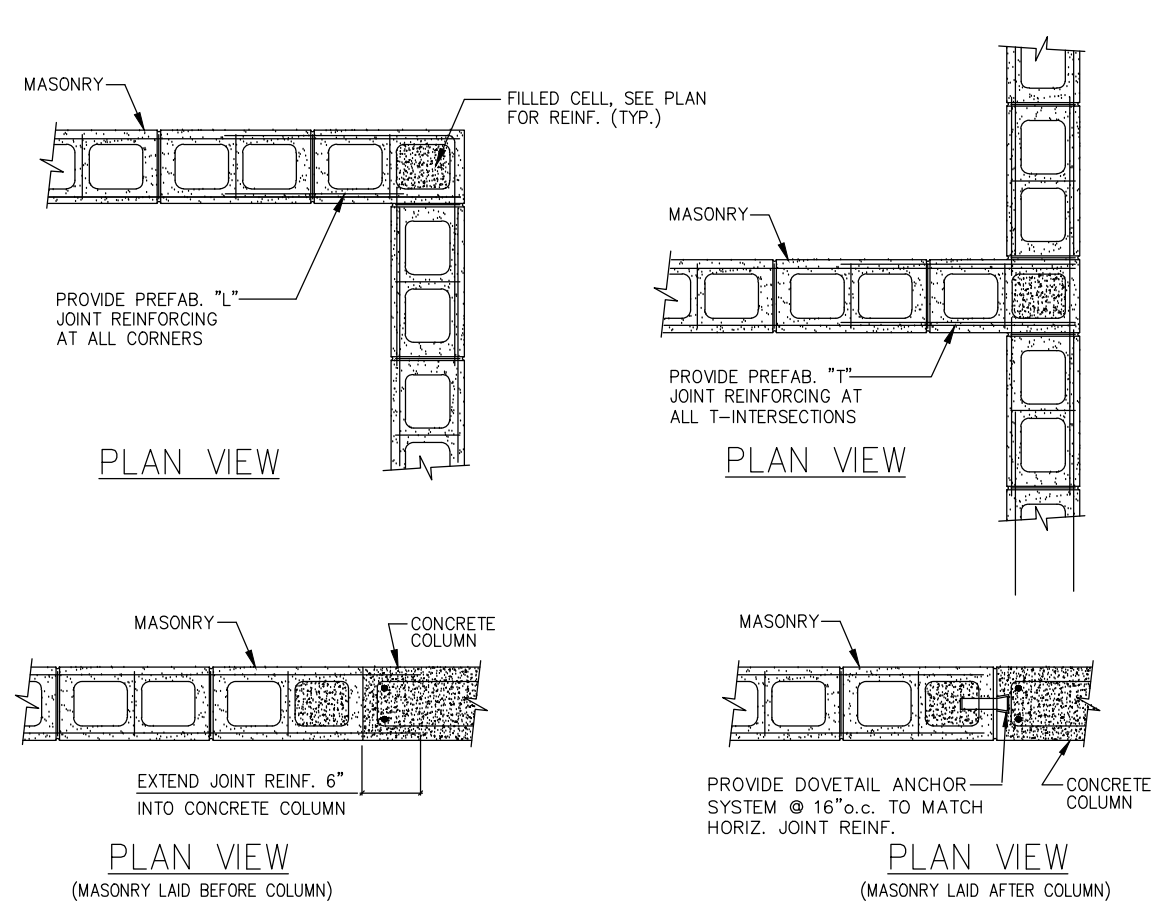 MASONRY
FILLED CELL, SEE PLAN
FOR REINF. (TYP.)
PROVIDE PREFAB. "L"
JOINT REINFORCING
AT ALL CORNERS
PLAN VIEW
MASONRY
PROVIDE PREFAB. "T"
JOINT REINFORCING AT
ALL T-INTERSECTIONS
PLAN VIEW
MASONRY
CONCRETE
COLUMN
EXTEND JOINT REINF. 6"
INTO CONCRETE COLUMN
PLAN VIEW
(MASONRY LAID BEFORE COLUMN)
MASONRY
PROVIDE DOVETAIL ANCHOR
SYSTEM @ 16"o.c. TO MATCH
HORIZ. JOINT REINF.
CONCRETE
COLUMN
PLAN VIEW
(MASONRY LAID AFTER COLUMN)